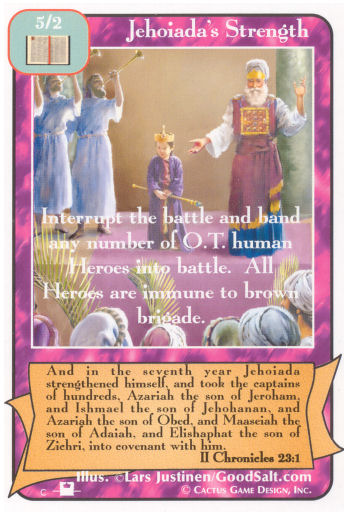 5/2
Jehoiada's Strength
Interrupt the battle and band
any number of O.T. human
Heroes into battle. All
Heroes are immune to brown
brigade.
And in the seventh year Jehoiada
strengthened himself, and took the captains
of hundreds, Azariah the son of Jeroham,
and Ishmael the son of Jehohanan, and
Azariah the son of Obed, and Maaseiah the
son of Adaiah, and Elishaphat the son of
Zichri, into covenant with him.
II Chronicles 23:1
Illus. ©Lars Justinen/GoodSalt.com
C
© Cactus Game Design, Inc.